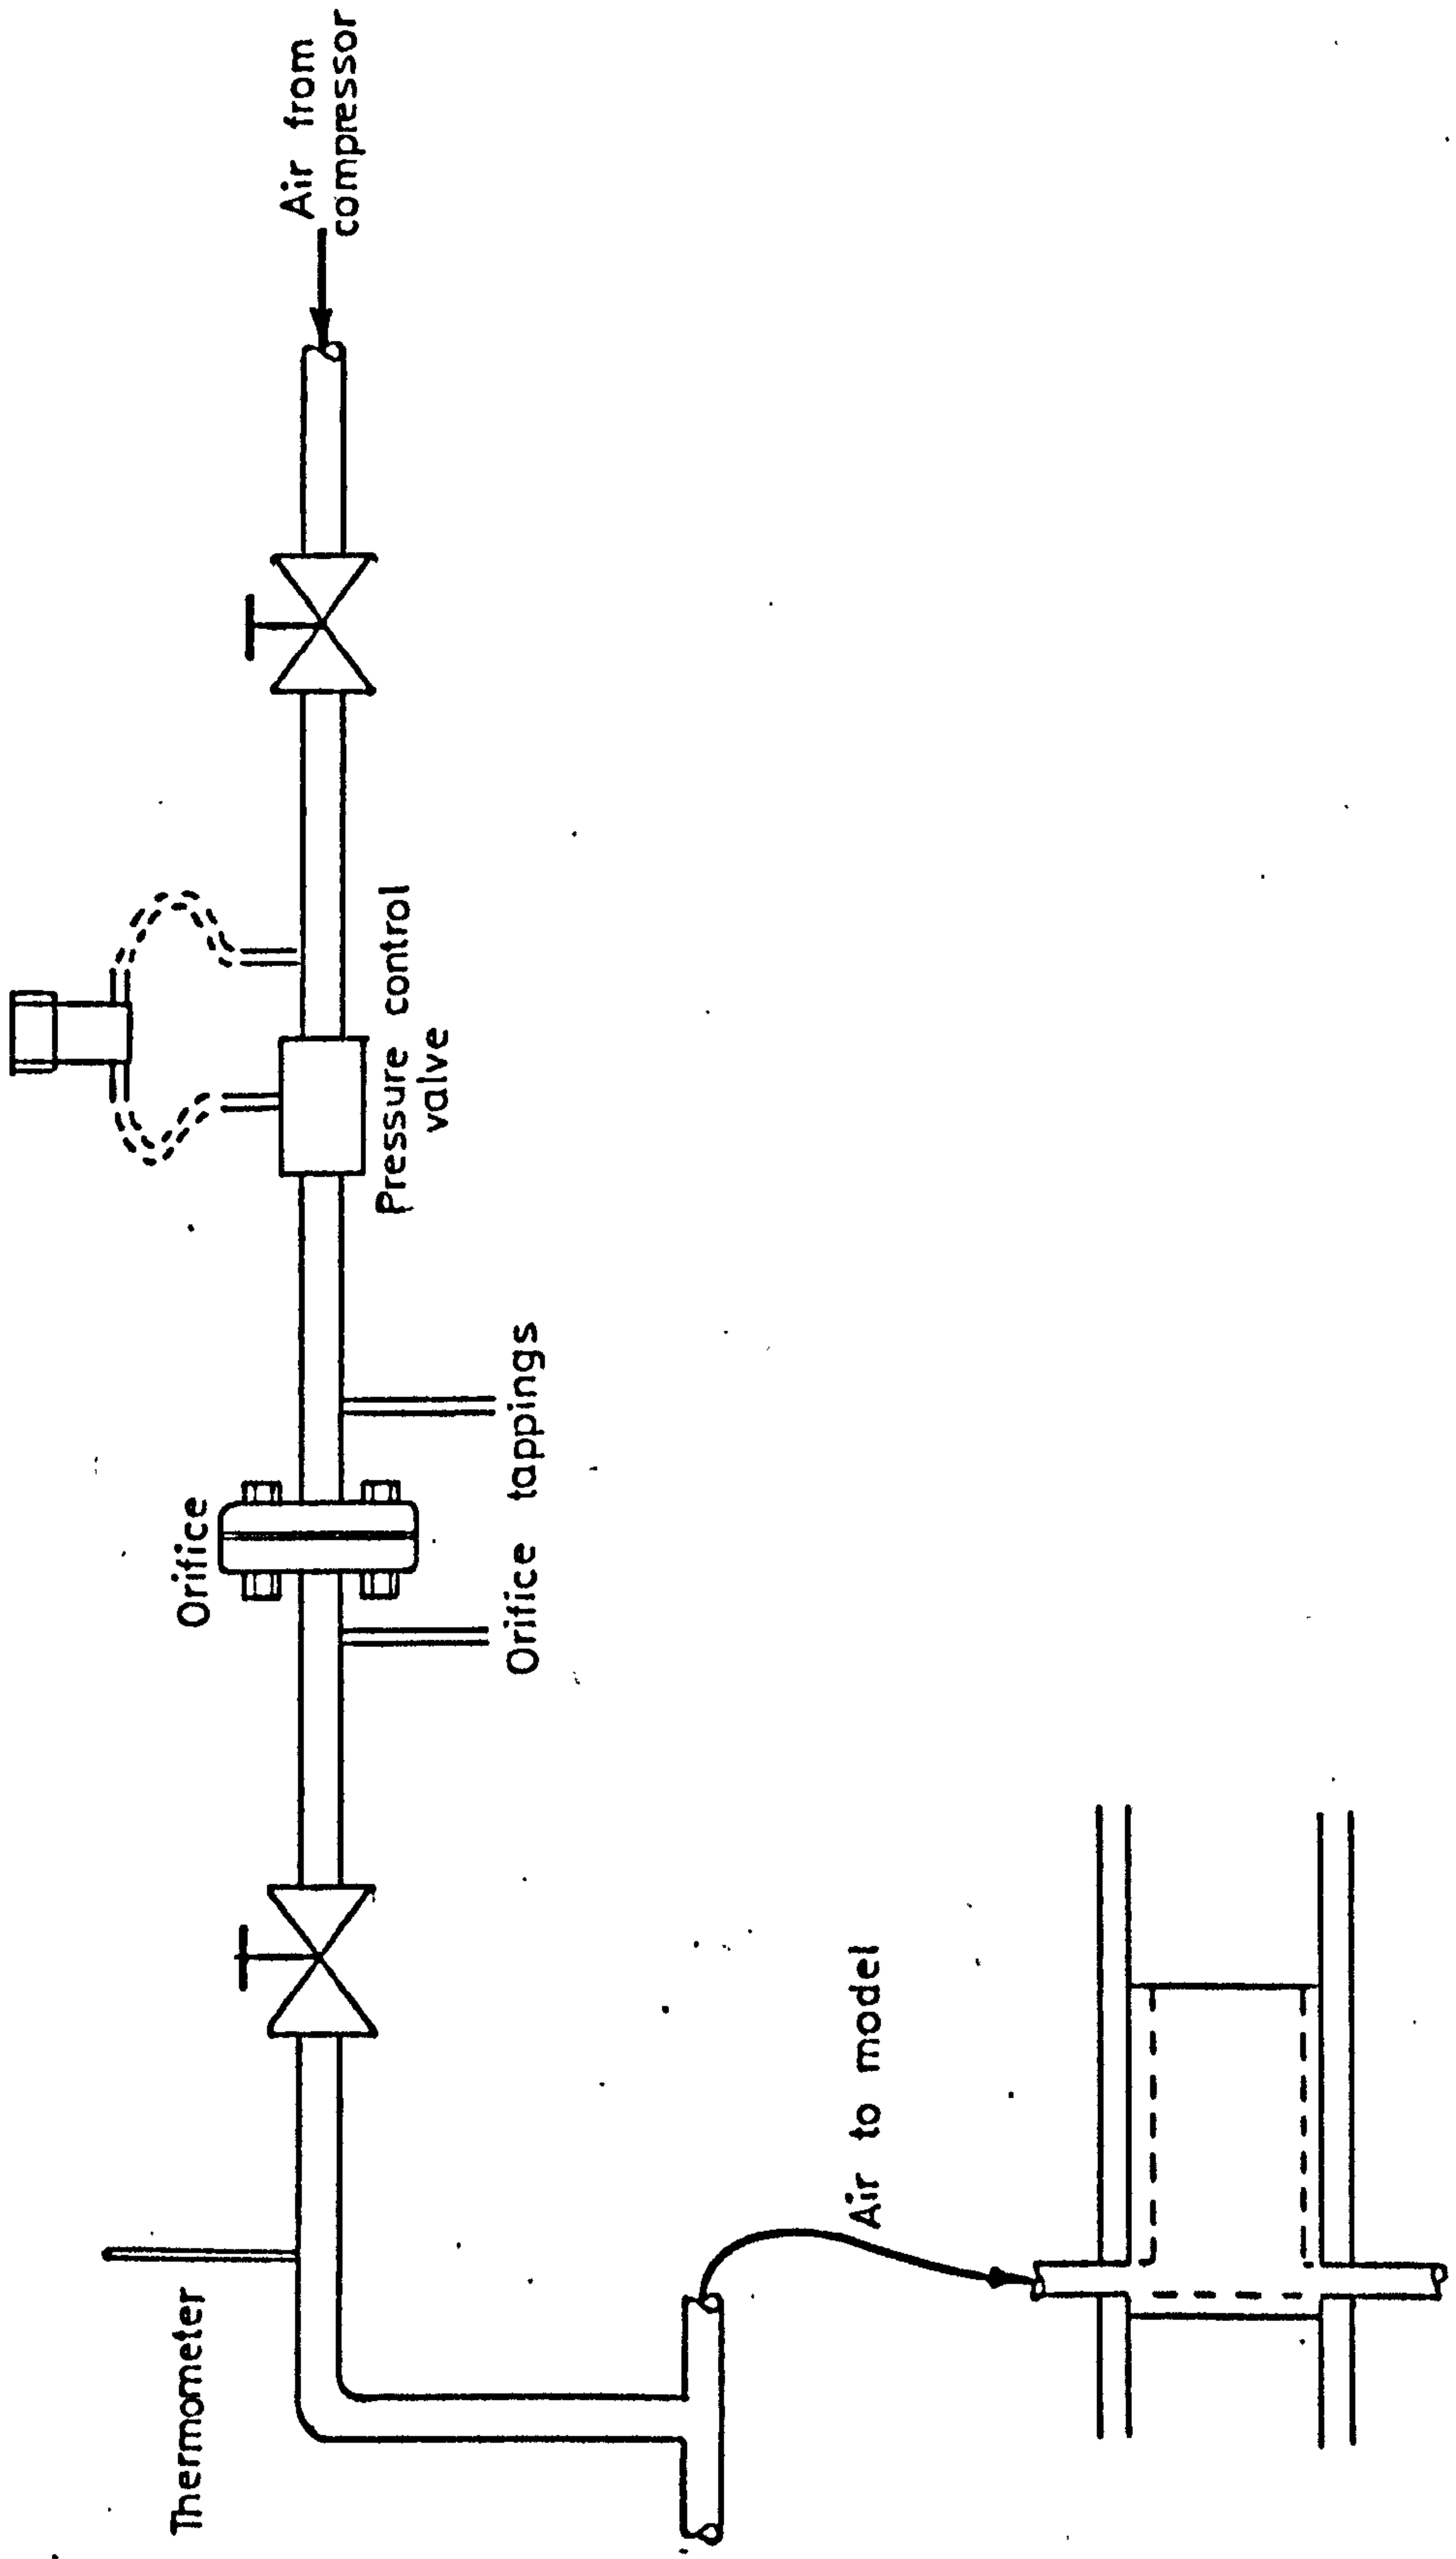 Thermometer
Orifice
Air from
compressor
Pressure control
valve
Orifice tappings
Air to model